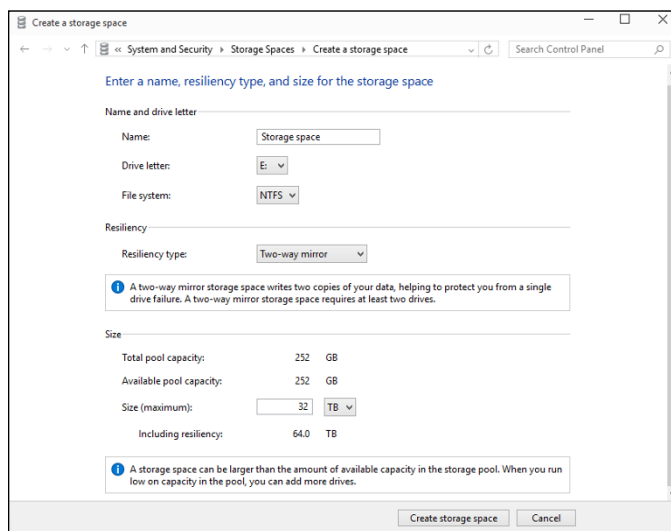 Create a storage space
« System and Security Storage Spaces Create a storage space Search Control Panel
Enter a name, resiliency type, and size for the storage space
Name and drive letter
Name: Storage space
Drive letter: E:
File system: NTFS
Resiliency
Resiliency type: Two-way mirror
A two-way mirror storage space writes two copies of your data, helping to protect you from a single
drive failure. A two-way mirror storage space requires at least two drives.
Size
Total pool capacity: 252 GB
Available pool capacity: 252 GB
Size (maximum): 32 TB
Including resiliency: 64.0 TB
A storage space can be larger than the amount of available capacity in the storage pool. When you run
low on capacity in the pool, you can add more drives.
Create storage space Cancel